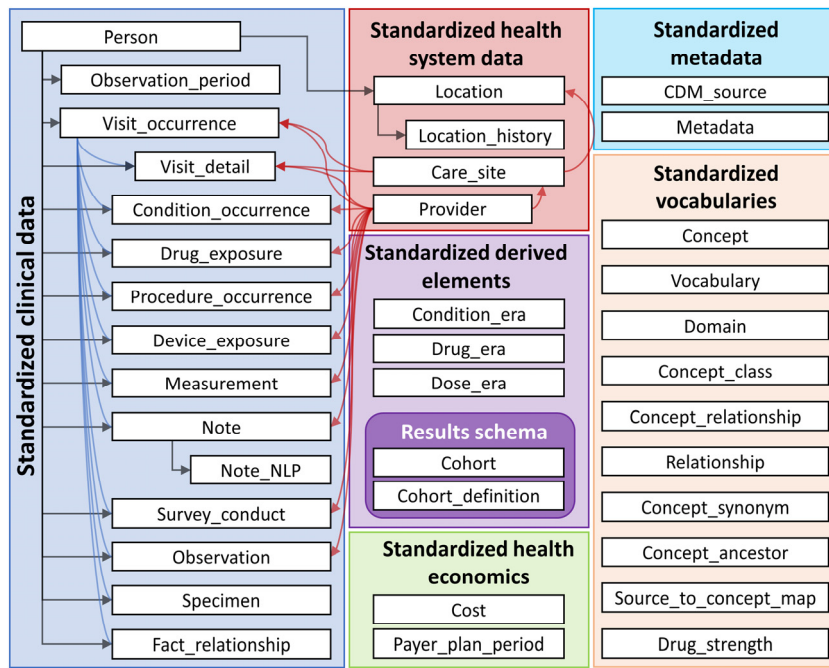 Standardized clinical data
Person
Observation_period
Visit_occurrence
Visit_detail
Condition_occurrence
Drug_exposure
Procedure_occurrence
Device_exposure
Measurement
Note
Note_NLP
Survey_conduct
Observation
Specimen
Fact_relationship
Standardized health
system data
Location
Location_history
Care_site
Provider
Standardized derived
elements
Condition_era
Drug_era
Dose_era
Results schema
Cohort
Cohort_definition
Standardized health
economics
Cost
Payer_plan_period
Standardized
metadata
CDM_source
Metadata
Standardized
vocabularies
Concept
Vocabulary
Domain
Concept_class
Concept_relationship
Relationship
Concept_synonym
Concept_ancestor
Source_to_concept_map
Drug_strength